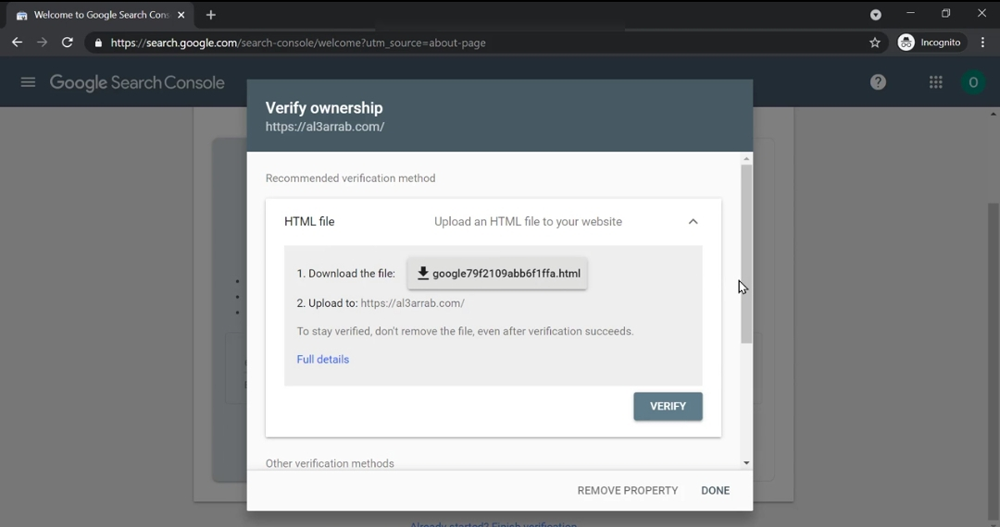 Welcome to Google Search Cons
https://search.google.com/search-console/welcome?utm_source=about-page
Incognito
Google Search Console
O
Verify ownership
https://al3arrab.com/
Recommended verification method
HTML file
Upload an HTML file to your website
1. Download the file:
google79f2109abb6f1ffa.html
2. Upload to: https://al3arrab.com/
To stay verified, don't remove the file, even after verification succeeds.
Full details
VERIFY
Other verification methods
REMOVE PROPERTY
DONE
Already started? Finish verification